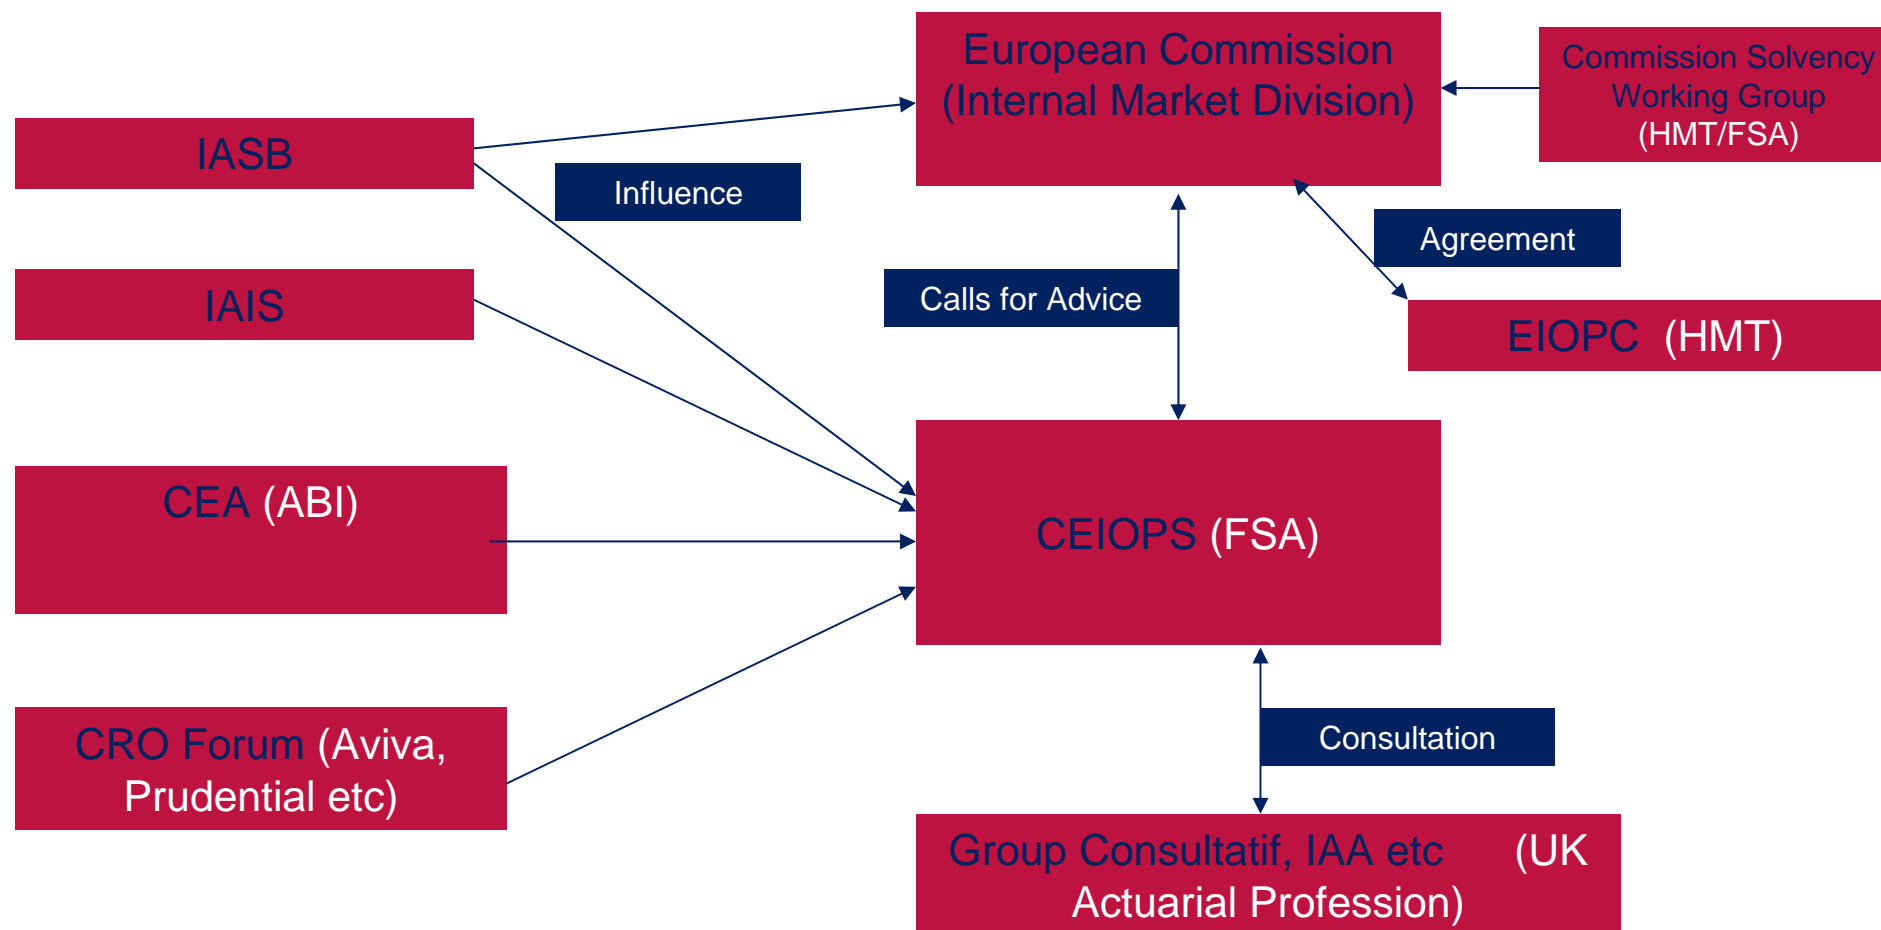 European Commission
(Internal Market Division)
Commission Solvency
Working Group
(HMT/FSA)
IASB
Influence
Agreement
IAIS
Calls for Advice
EIOPC (HMT)
CEA (ABI)
CEIOPS (FSA)
CRO Forum (Aviva,
Prudential etc)
Consultation
Group Consultatif, IAA etc (UK
Actuarial Profession)